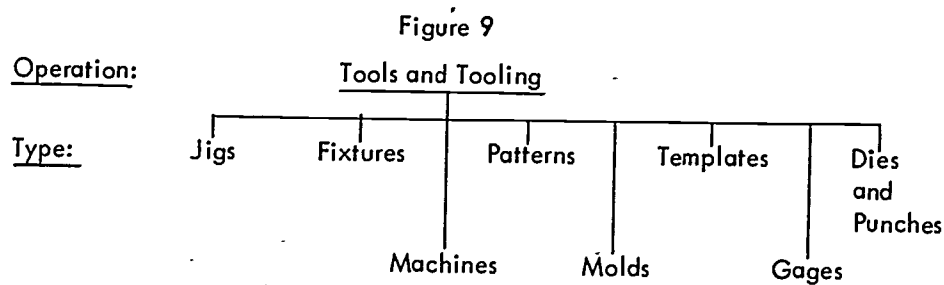 Figure 9
Operation:
Tools and Tooling
Type:
Jigs
Fixtures
Patterns
Templates
Dies
and
Punches
Machines
Molds
Gages